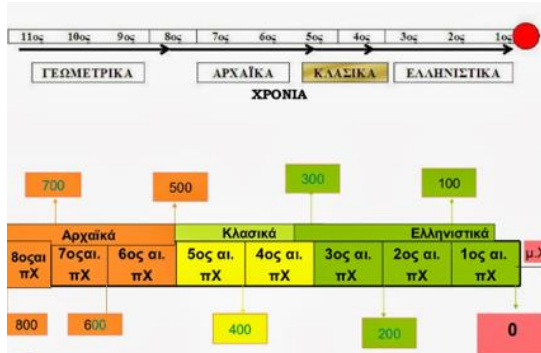 11ος 10ος 9ος 8ος 7ος 6ος 5ος 4ος 3ος 2ος 1ος
ΓΕΩΜΕΤΡΙΚΑ ΑΡΧΑΪΚΑ ΚΛΑΣΙΚΑ ΕΛΛΗΝΙΣΤΙΚΑ
ΧΡΟΝΙΑ
700 500 300 100
Αρχαϊκά Κλασικά Ελληνιστικά
8οςαι πΧ 7οςαι. πΧ 6ος αι. πΧ 5ος αι. πΧ 4ος αι. πΧ 3ος αι. πΧ 2ος αι. πΧ 1ος αι. πΧ μ.Χ
800 600 400 200 0